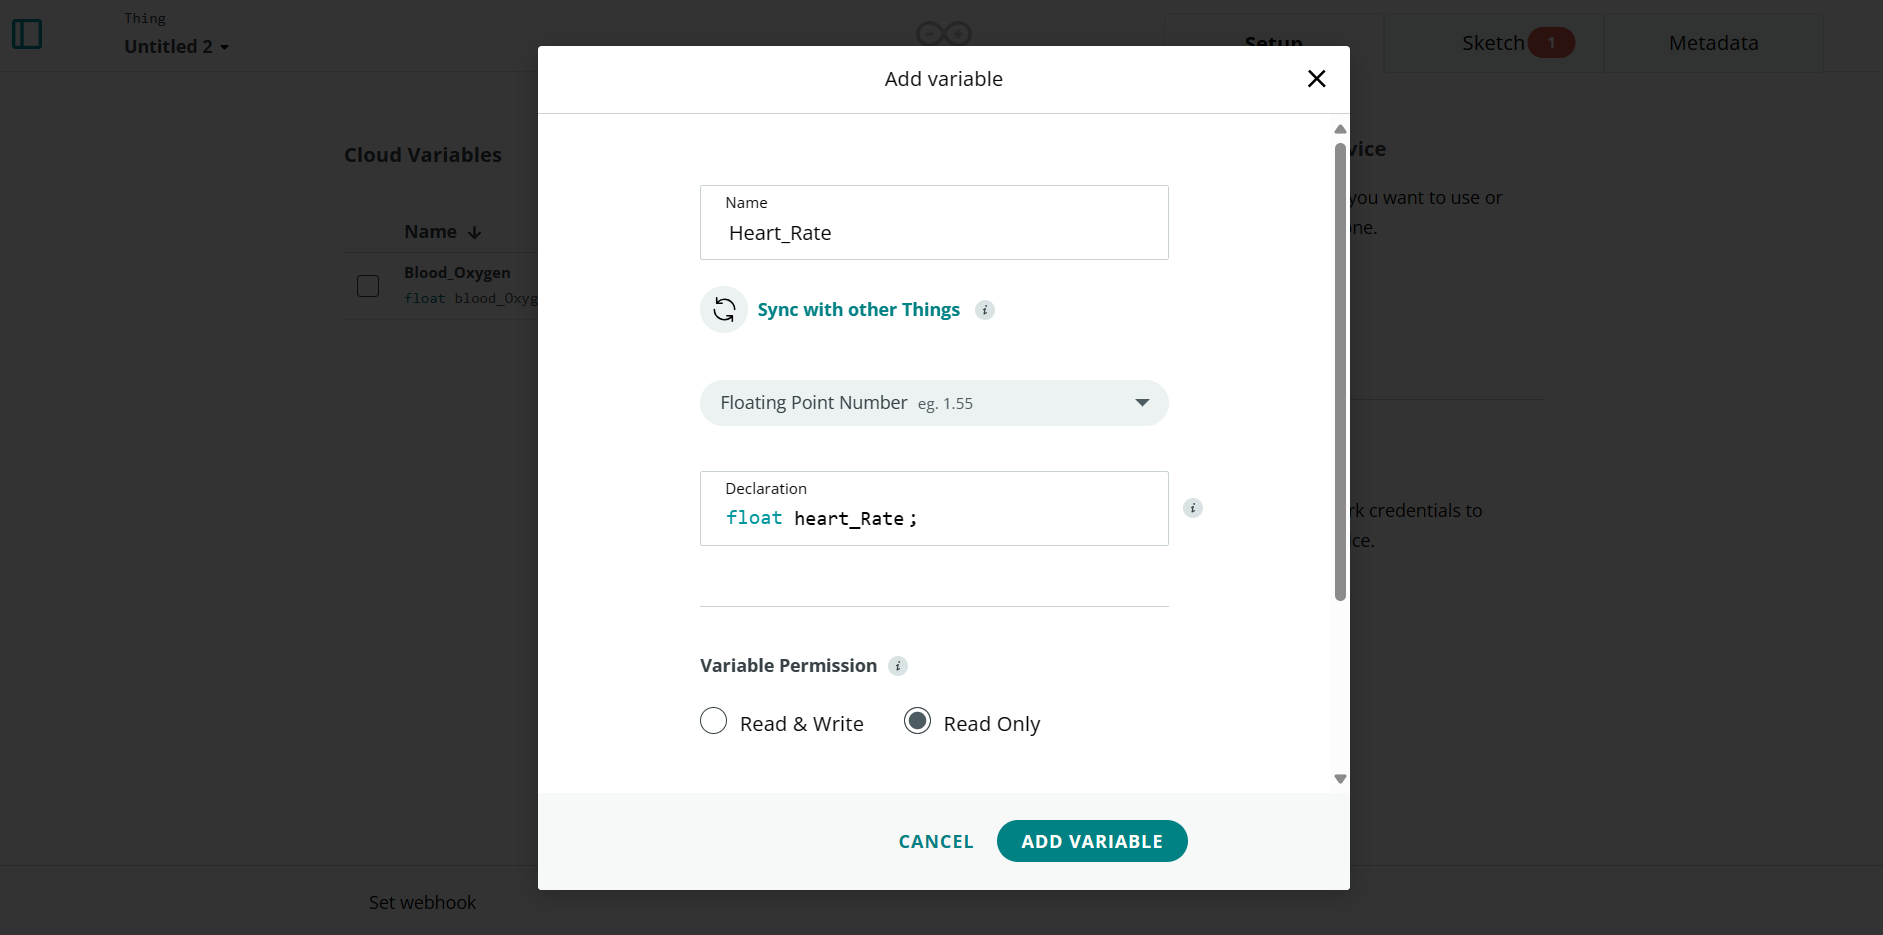 Thing
Untitled 2
Setup
Sketch 1
Metadata
Add variable
Cloud Variables
Name
Blood_Oxygen
float blood_Oxyg
vice
you want to use or
one.
rk credentials to
ce.
Name
Heart_Rate
Sync with other Things i
Floating Point Number eg. 1.55
Declaration
float heart_Rate;
i
Variable Permission i
Read & Write
Read Only
CANCEL
ADD VARIABLE
Set webhook